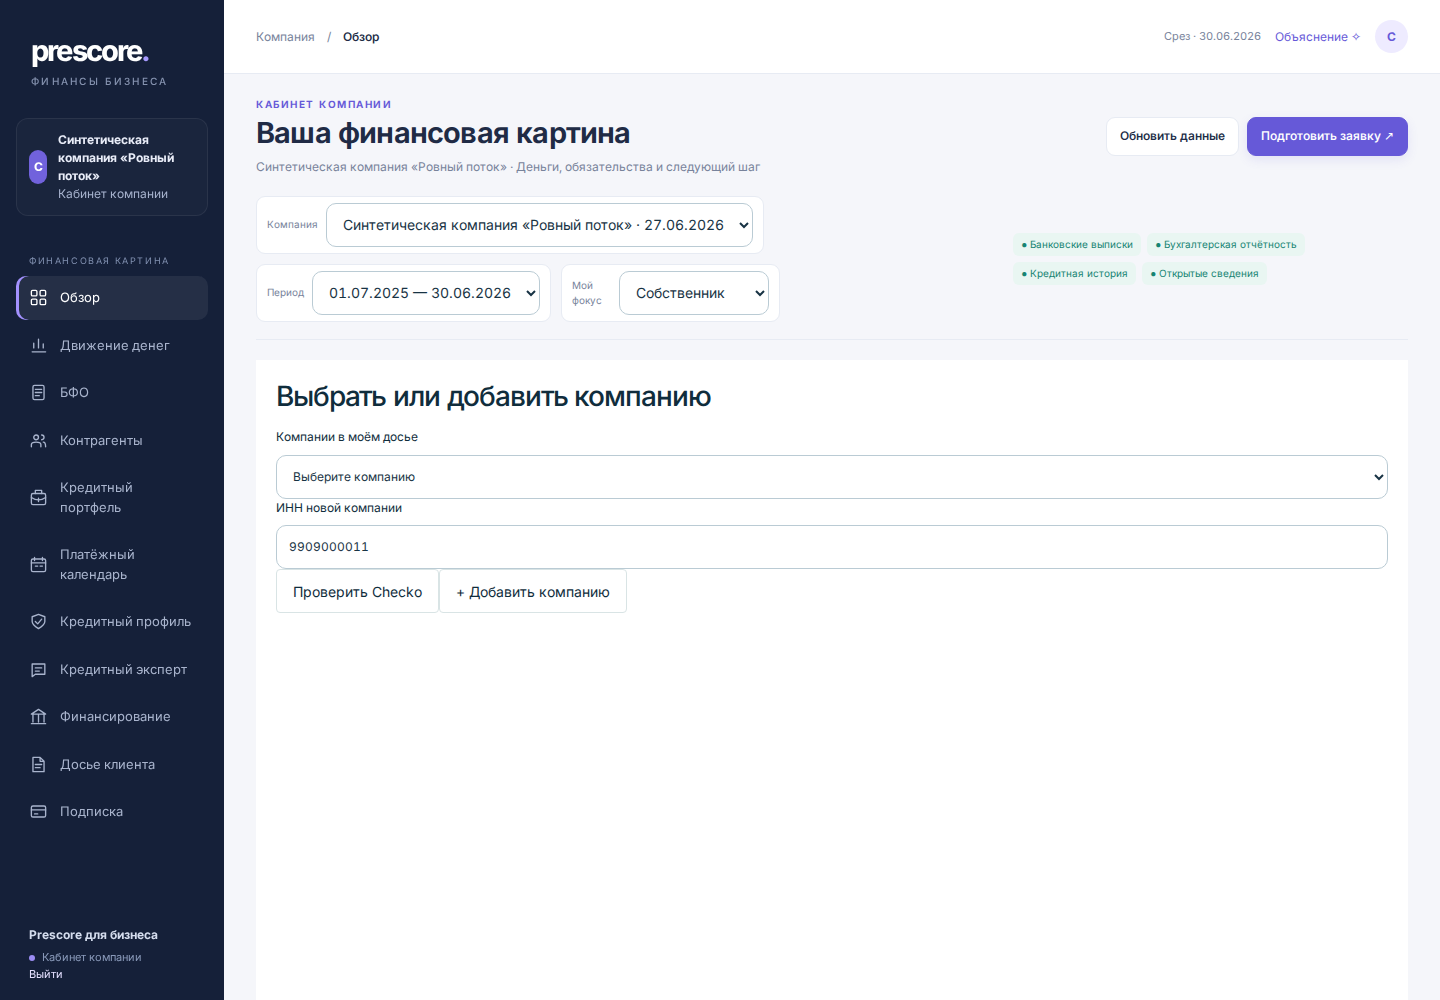 prescore.
ФИНАНСЫ БИЗНЕСА
С
Синтетическая
компания «Ровный
поток»
Кабинет компании
ФИНАНСОВАЯ КАРТИНА
Обзор
Движение денег
БФО
Контрагенты
Кредитный
портфель
Платёжный
календарь
Кредитный профиль
Кредитный эксперт
Финансирование
Досье клиента
Подписка
Prescore для бизнеса
Кабинет компании
Выйти
Компания / Обзор
Срез · 30.06.2026 Объяснение ✧ С
КАБИНЕТ КОМПАНИИ
Ваша финансовая картина
Синтетическая компания «Ровный поток» · Деньги, обязательства и следующий шаг
Обновить данные Подготовить заявку ↗
Компания Синтетическая компания «Ровный поток» · 27.06.2026
Период 01.07.2025 — 30.06.2026
Мой
фокус
Собственник
● Банковские выписки ● Бухгалтерская отчётность
● Кредитная история ● Открытые сведения
Выбрать или добавить компанию
Компании в моём досье
Выберите компанию
ИНН новой компании
9909000011
Проверить Checko + Добавить компанию